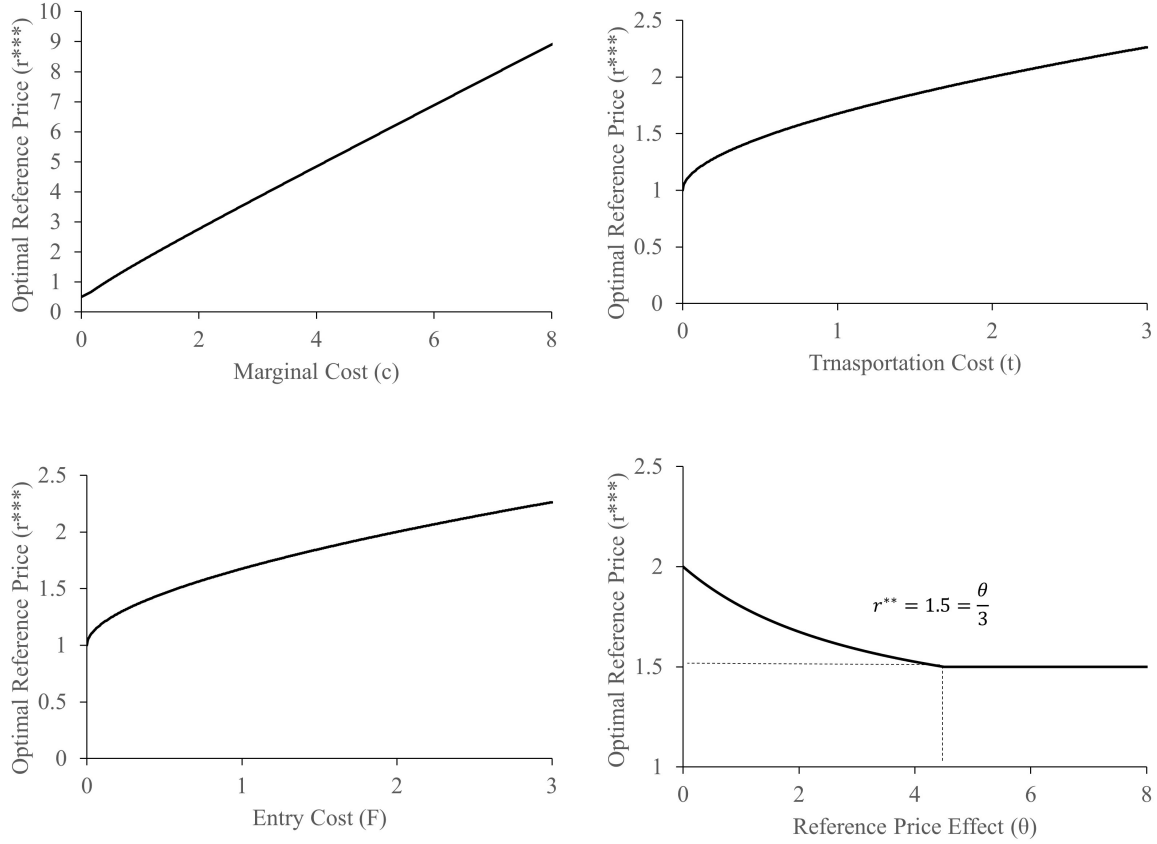 Optimal Reference Price (r***)
10
9
8
7
6
5
4
3
2
1
0
0 2 4 6 8
Marginal Cost (c)
Optimal Reference Price (r***)
2.5
2
1.5
1
0.5
0
0 1 2 3
Trnasportation Cost (t)
Optimal Reference Price (r***)
2.5
2
1.5
1
0.5
0
0 1 2 3
Entry Cost (F)
Optimal Reference Price (r***)
2.5
2
1.5
1
r** = 1.5 = θ/3
0 2 4 6 8
Reference Price Effect (θ)